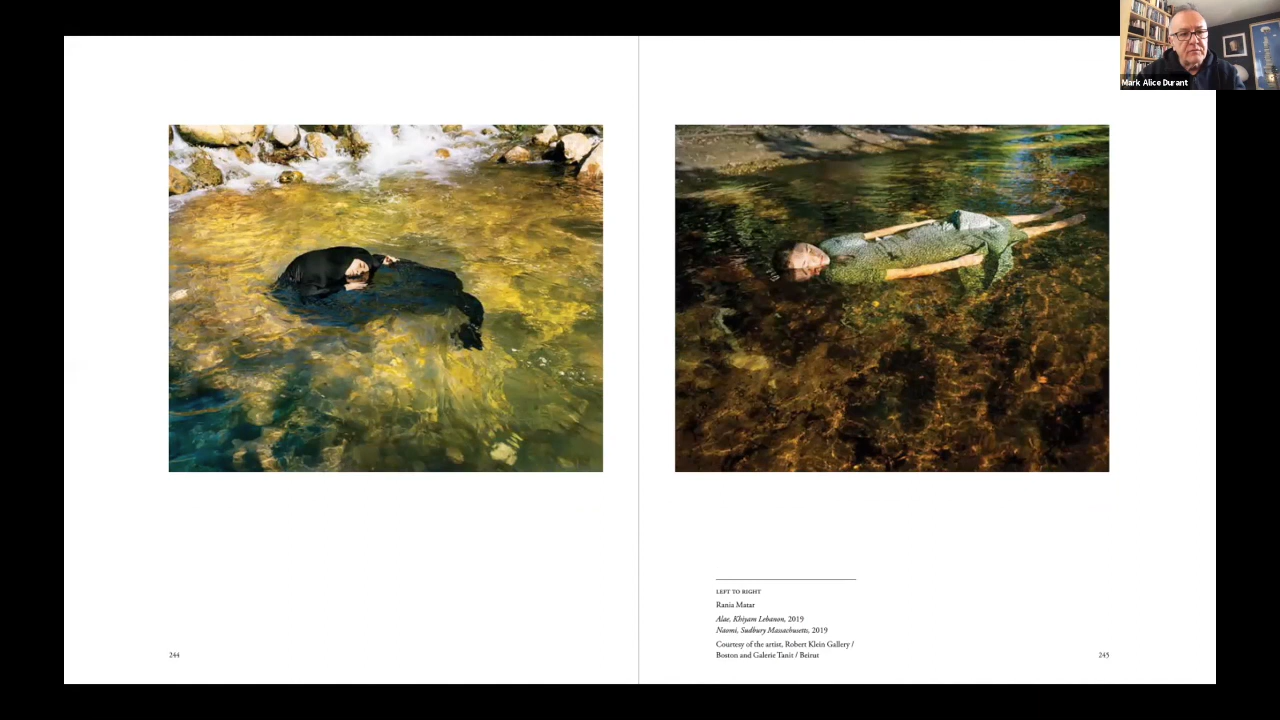 Mark Alice Durant
LEFT TO RIGHT
Rania Matar
Alae, Khiyam Lebanon, 2019
Naomi, Sudbury Massachusetts, 2019
Courtesy of the artist, Robert Klein Gallery /
Boston and Galerie Tanit / Beirut
244
245